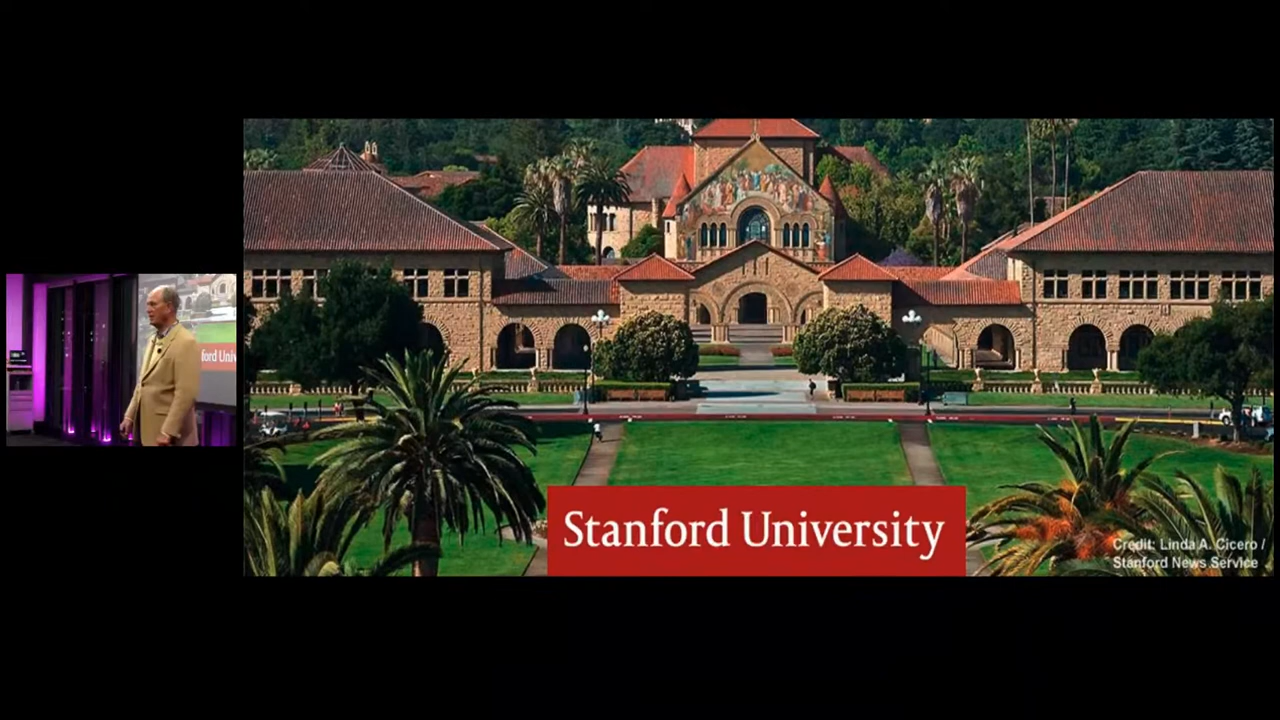 Stanford University
Credit: Linda A. Cicero /
Stanford News Service